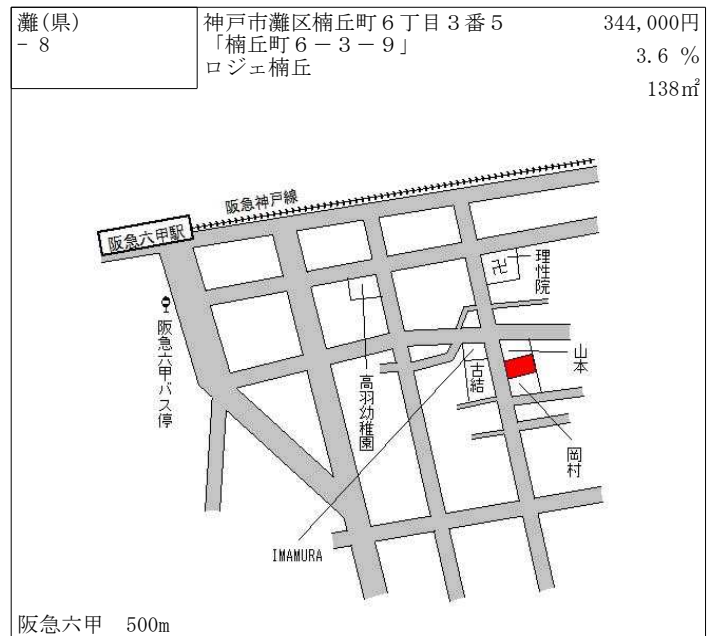 灘(県)
- 8
神戸市灘区楠丘町６丁目３番５
「楠丘町６－３－９」
ロジェ楠丘
344,000円
3.6 %
138㎡
阪急神戸線
阪急六甲駅
理性院
卍
阪急六甲バス停
山本
古結
高羽幼稚園
岡村
IMAMURA
阪急六甲　500m